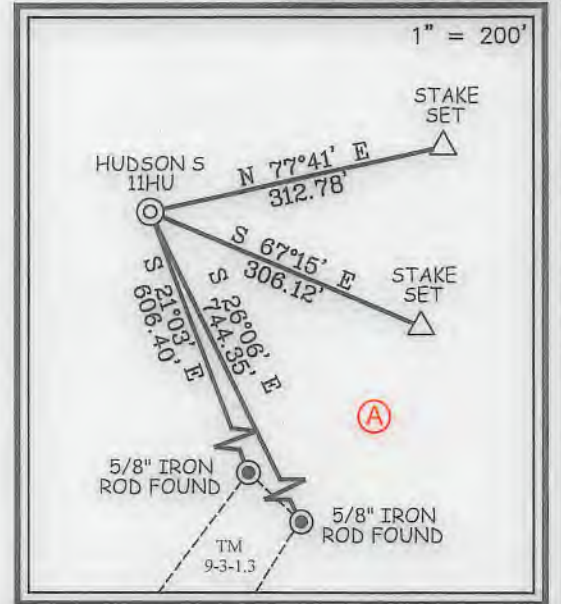 1" = 200'
STAKE
SET
HUDSON S
11HU
N 77°41' E
312.78'
S 67°15' E
306.12'
STAKE
SET
S 21°03' E
606.40'
S 26°06' E
744.35'
A
5/8" IRON
ROD FOUND
5/8" IRON
ROD FOUND
TM
9-3-1.3